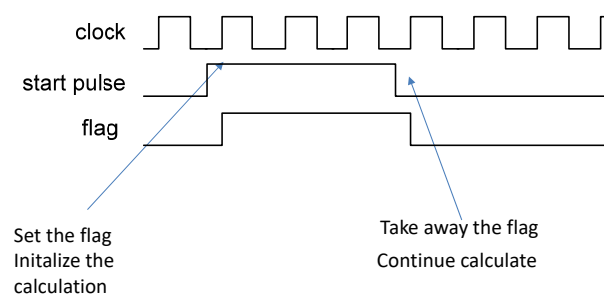 clock
start pulse
flag
Set the flag
Initalize the
calculation
Take away the flag
Continue calculate